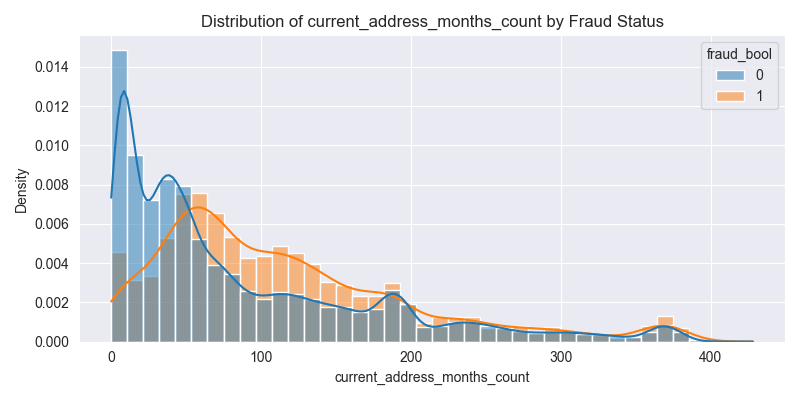 Distribution of current_address_months_count by Fraud Status
fraud_bool
0
1
0.014
0.012
0.010
0.008
0.006
0.004
0.002
0.000
Density
0 100 200 300 400
current_address_months_count